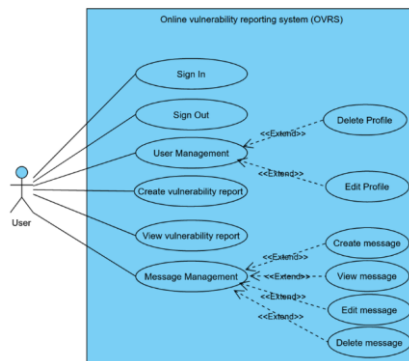 Online vulnerability reporting system (OVRS)
Sign In
Sign Out
<<Extend>>
Delete Profile
User Management
<<Extend>>
Edit Profile
User
Create vulnerability report
View vulnerability report
Create message
<<Extend>>
Message Management
<<Extend>>
View message
<<Extend>>
Edit message
<<Extend>>
Delete message